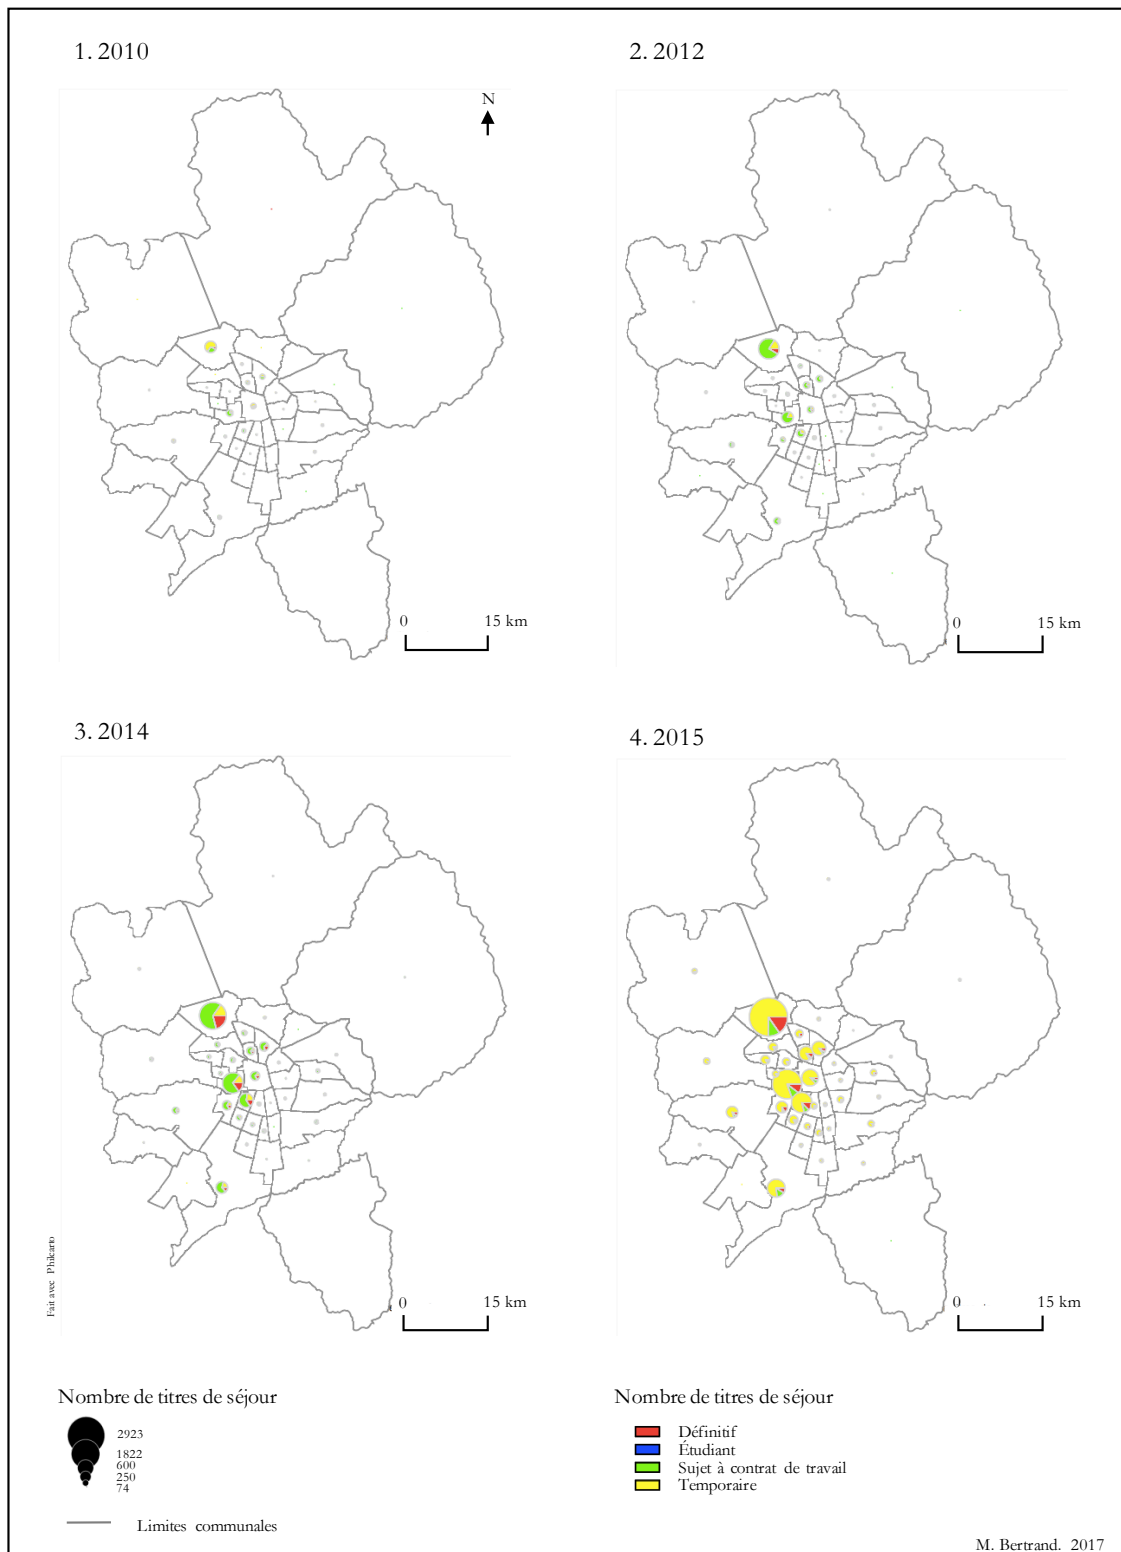 1. 2010
2. 2012
N
0 15 km
0 15 km
3. 2014
4. 2015
Fait avec Philcarto
0 15 km
0 15 km
Nombre de titres de séjour
2923
1822
600
250
74
Limites communales
Nombre de titres de séjour
Définitif
Étudiant
Sujet à contrat de travail
Temporaire
M. Bertrand. 2017